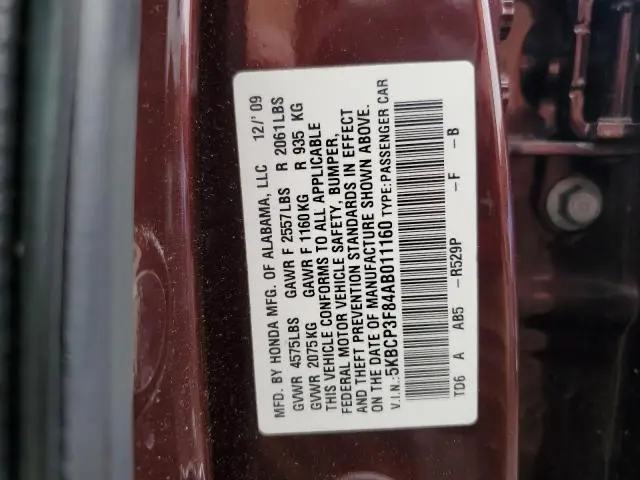 MFD. BY HONDA MFG. OF ALABAMA, LLC 12/'09
GVWR 4575LBS GAWR F 2557LBS R 2061LBS
GVWR 2075KG GAWR F 1160KG R 935 KG
THIS VEHICLE CONFORMS TO ALL APPLICABLE
FEDERAL MOTOR VEHICLE SAFETY, BUMPER,
AND THEFT PREVENTION STANDARDS IN EFFECT
ON THE DATE OF MANUFACTURE SHOWN ABOVE.
V.I.N.:5KBCP3F84AB011160 TYPE:PASSENGER CAR
TD6 A AB5 -R529P -F -B